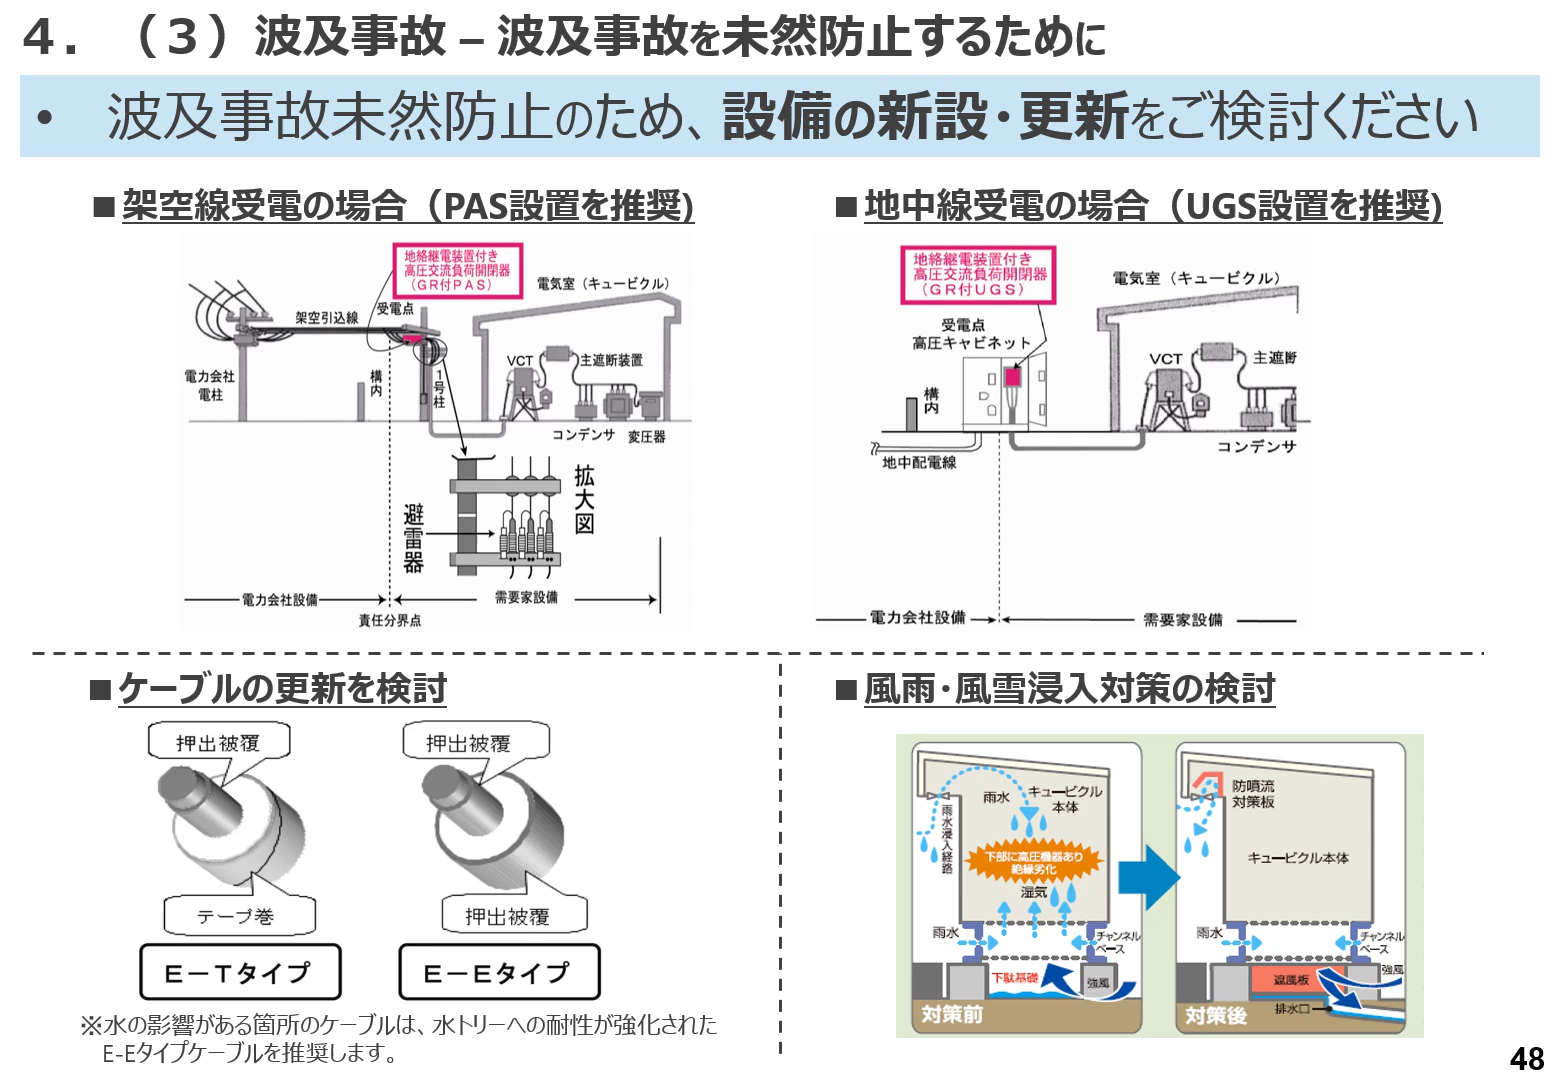 ４．（３）波及事故 – 波及事故を未然防止するために
• 波及事故未然防止のため、設備の新設・更新をご検討ください
■架空線受電の場合（PAS設置を推奨)
地絡継電装置付き
高圧交流負荷開閉器
（ＧＲ付ＰＡＳ）
電気室（キュービクル）
受電点
架空引込線
VCT
主遮断装置
電力会社
電柱
構内
1号柱
コンデンサ
変圧器
拡大図
避雷器
電力会社設備
需要家設備
責任分界点
■地中線受電の場合（UGS設置を推奨)
地絡継電装置付き
高圧交流負荷開閉器
（ＧＲ付ＵＧＳ）
電気室（キュービクル）
受電点
高圧キャビネット
VCT
主遮断
構内
コンデンサ
地中配電線
電力会社設備
需要家設備
■ケーブルの更新を検討
押出被覆
押出被覆
テープ巻
押出被覆
Ｅ－Ｔタイプ
Ｅ－Ｅタイプ
※水の影響がある箇所のケーブルは、水トリーへの耐性が強化された
E-Eタイプケーブルを推奨します。
■風雨･風雪浸入対策の検討
雨水
キュービクル
本体
雨水浸入経路
下部に高圧機器あり
絶縁劣化
湿気
雨水
チャンネル
ベース
下駄基礎
強風
対策前
防噴流
対策板
キュービクル本体
雨水
チャンネル
ベース
遮風板
強風
排水口
対策後
48